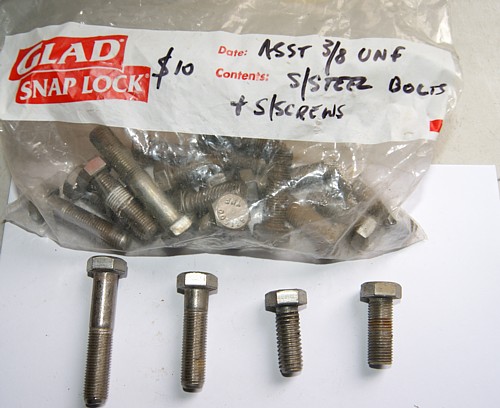 GLAD
SNAP LOCK
$10
Date: ASST 3/8 UNF
Contents: S/STEEL BOLTS
+ S/SCREWS